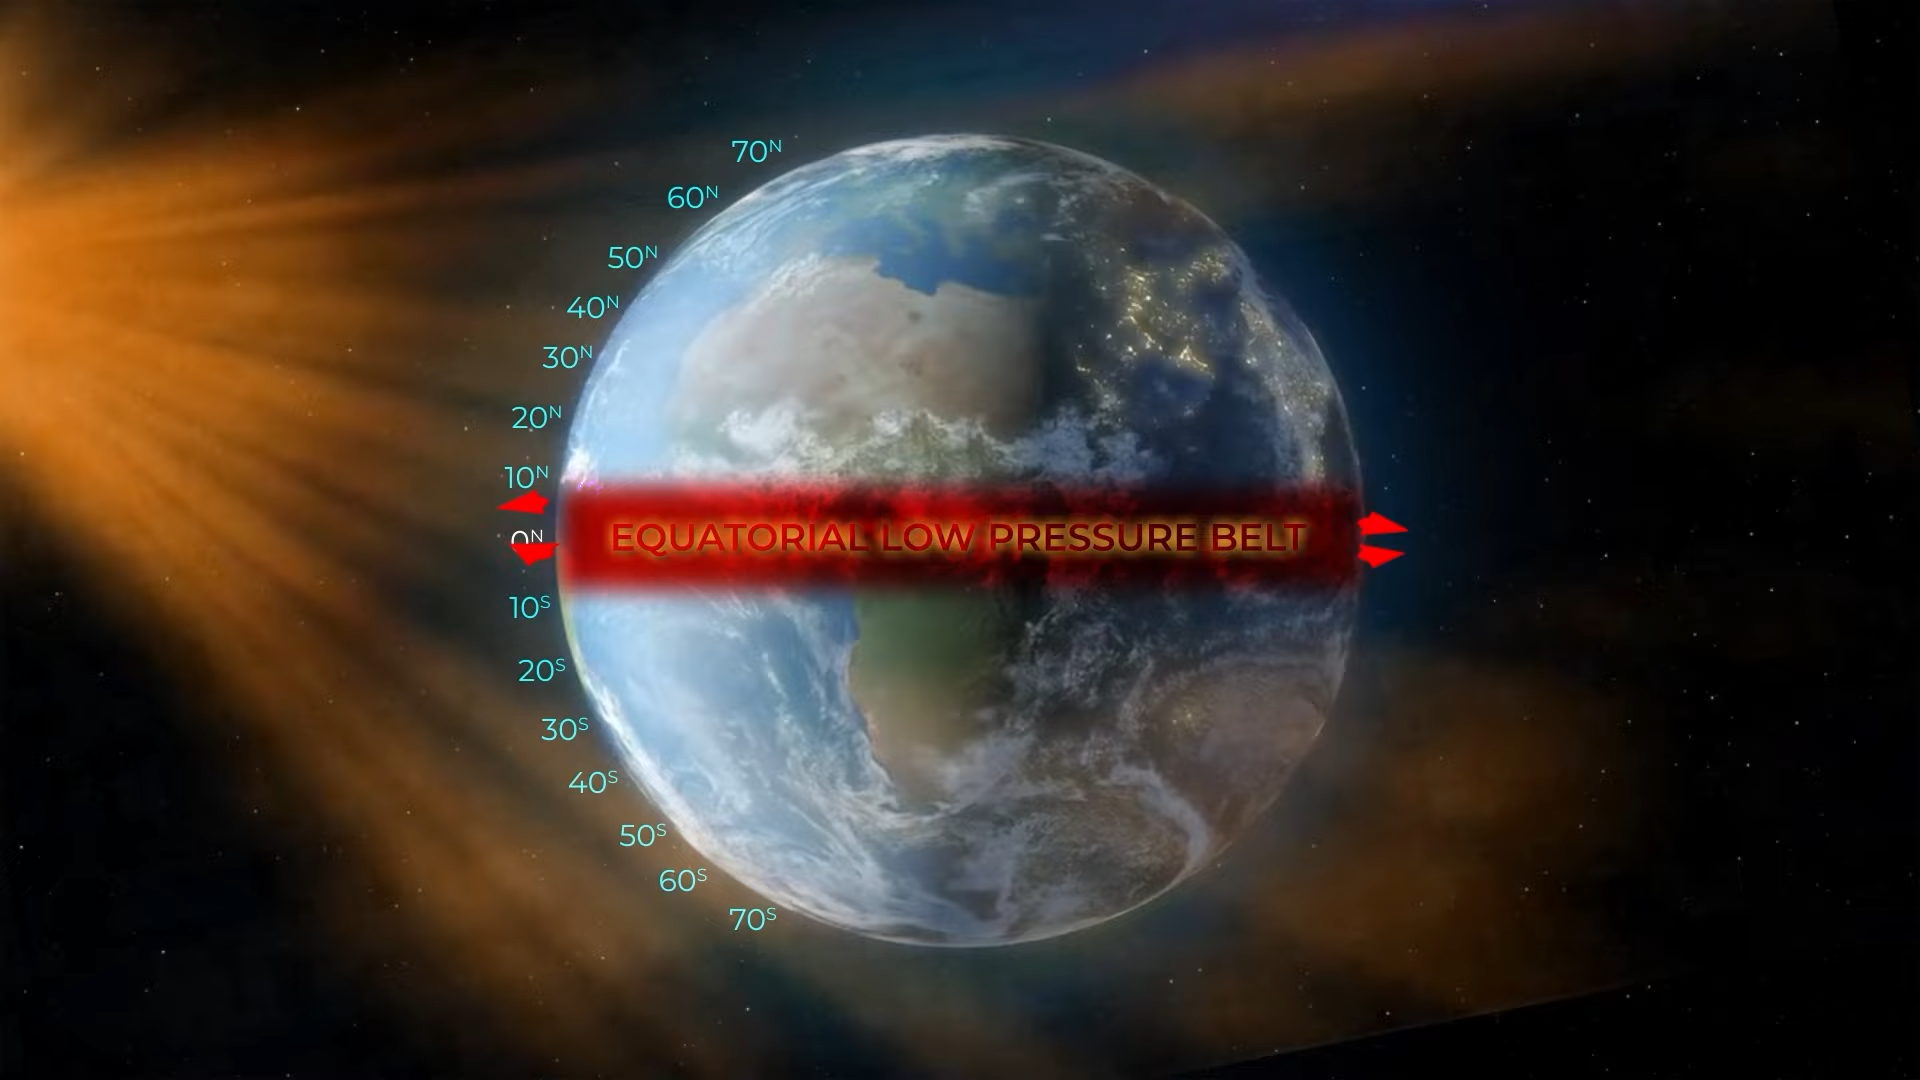 70ᴺ
60ᴺ
50ᴺ
40ᴺ
30ᴺ
20ᴺ
10ᴺ
0ᴺ
EQUATORIAL LOW PRESSURE BELT
10ˢ
20ˢ
30ˢ
40ˢ
50ˢ
60ˢ
70ˢ